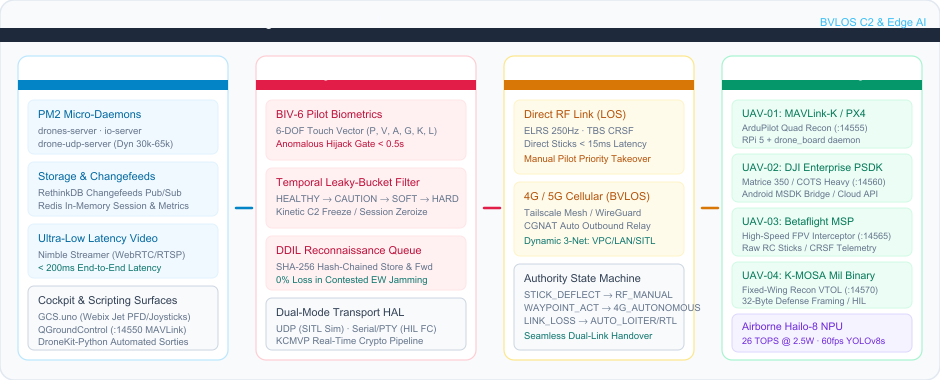 BVLOS C2 & Edge AI
PM2 Micro-Daemons
drones-server · io-server
drone-udp-server (Dyn 30k-65k)
Storage & Changefeeds
RethinkDB Changefeeds Pub/Sub
Redis In-Memory Session & Metrics
Ultra-Low Latency Video
Nimble Streamer (WebRTC/RTSP)
< 200ms End-to-End Latency
Cockpit & Scripting Surfaces
GCS.uno (Webix Jet PFD/Joysticks)
QGroundControl (:14550 MAVLink)
DroneKit-Python Automated Sorties
BIV-6 Pilot Biometrics
6-DOF Touch Vector (P, V, A, G, K, L)
Anomalous Hijack Gate < 0.5s
Temporal Leaky-Bucket Filter
HEALTHY → CAUTION → SOFT → HARD
Kinetic C2 Freeze / Session Zeroize
DDIL Reconnaissance Queue
SHA-256 Hash-Chained Store & Fwd
0% Loss in Contested EW Jamming
Dual-Mode Transport HAL
UDP (SITL Sim) · Serial/PTY (HIL FC)
KCMVP Real-Time Crypto Pipeline
Direct RF Link (LOS)
ELRS 250Hz · TBS CRSF
Direct Sticks < 15ms Latency
Manual Pilot Priority Takeover
4G / 5G Cellular (BVLOS)
Tailscale Mesh / WireGuard
CGNAT Auto Outbound Relay
Dynamic 3-Net: VPC/LAN/SITL
Authority State Machine
STICK_DEFLECT → RF_MANUAL
WAYPOINT_ACT → 4G_AUTONOMOUS
LINK_LOSS → AUTO_LOITER/RTL
Seamless Dual-Link Handover
UAV-01: MAVLink-K / PX4
ArduPilot Quad Recon (:14555)
RPi 5 + drone_board daemon
UAV-02: DJI Enterprise PSDK
Matrice 350 / COTS Heavy (:14560)
Android MSDK Bridge / Cloud API
UAV-03: Betaflight MSP
High-Speed FPV Interceptor (:14565)
Raw RC Sticks / CRSF Telemetry
UAV-04: K-MOSA Mil Binary
Fixed-Wing Recon VTOL (:14570)
32-Byte Defense Framing / HIL
Airborne Hailo-8 NPU
26 TOPS @ 2.5W · 60fps YOLOv8s